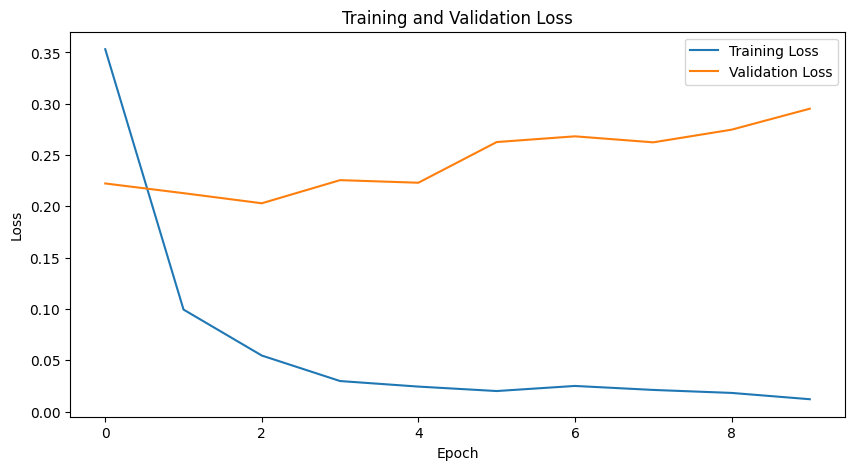 Training and Validation Loss
Training Loss
Validation Loss
0.35
0.30
0.25
0.20
0.15
0.10
0.05
0.00
Loss
0 2 4 6 8
Epoch